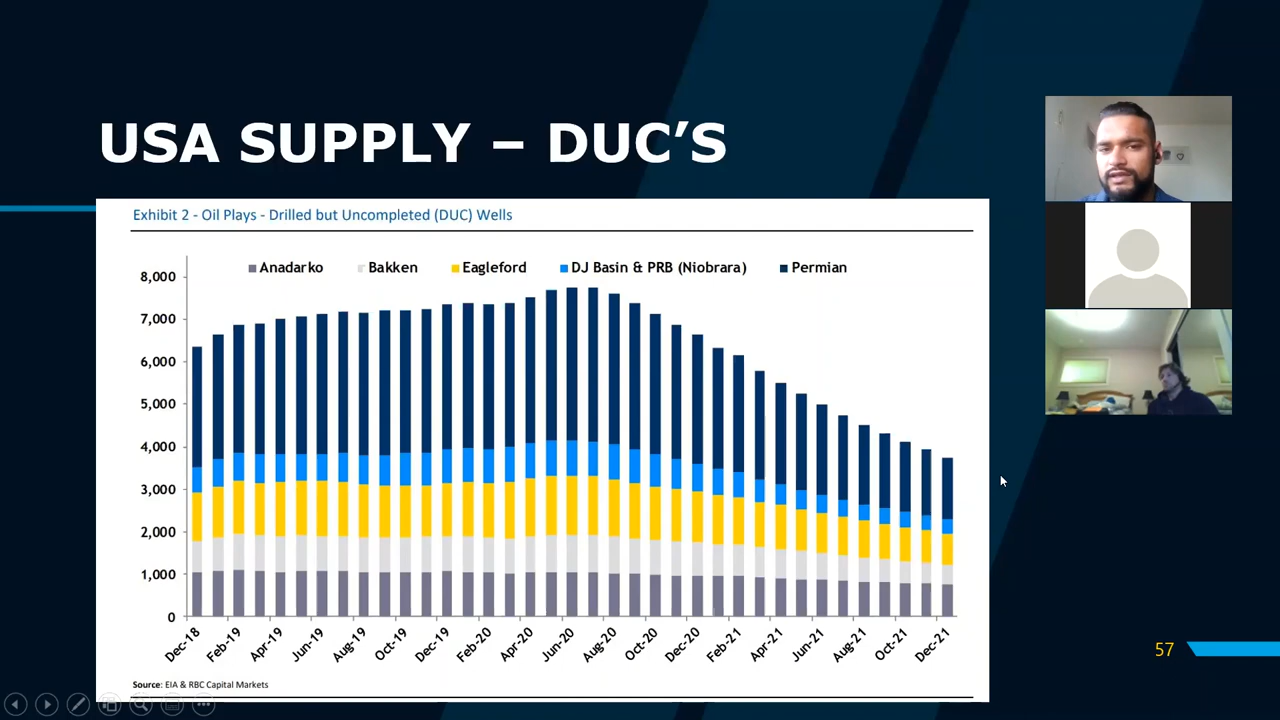 USA SUPPLY – DUC'S
Exhibit 2 - Oil Plays - Drilled but Uncompleted (DUC) Wells
Anadarko Bakken Eagleford DJ Basin & PRB (Niobrara) Permian
8,000
7,000
6,000
5,000
4,000
3,000
2,000
1,000
0
Dec-18 Feb-19 Apr-19 Jun-19 Aug-19 Oct-19 Dec-19 Feb-20 Apr-20 Jun-20 Aug-20 Oct-20 Dec-20 Feb-21 Apr-21 Jun-21 Aug-21 Oct-21 Dec-21
Source: EIA & RBC Capital Markets
57